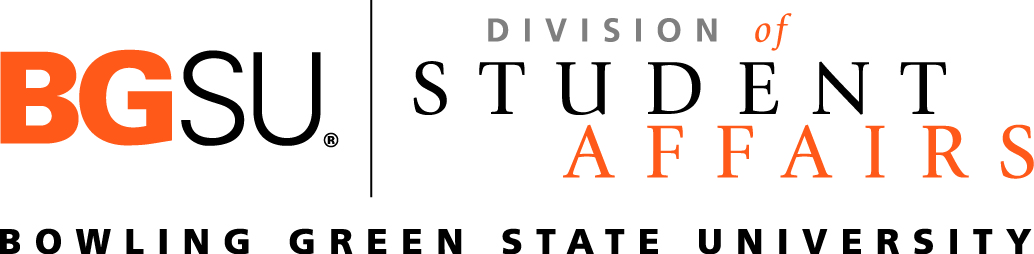 BGSU®
DIVISION of
STUDENT
AFFAIRS
BOWLING GREEN STATE UNIVERSITY